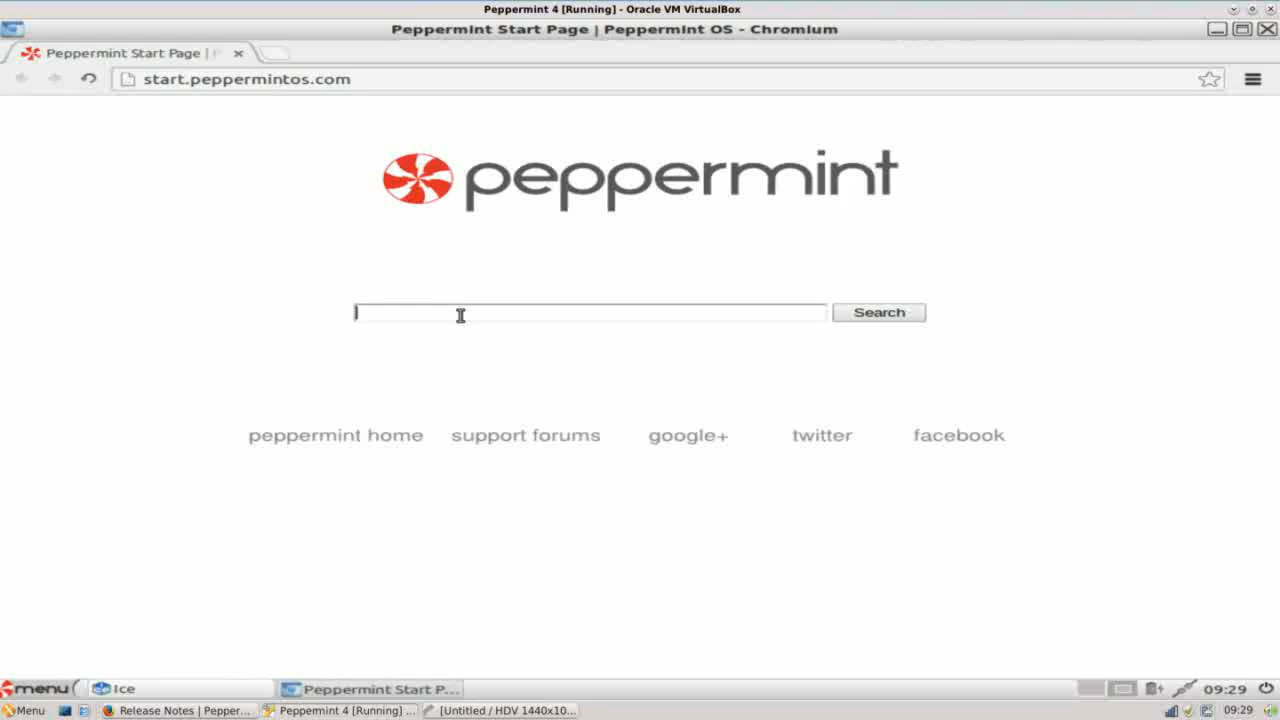 Peppermint 4 [Running] - Oracle VM VirtualBox
Peppermint Start Page | Peppermint OS - Chromium
Peppermint Start Page |
start.peppermintos.com
peppermint
Search
peppermint home support forums google+ twitter facebook
menu Ice Peppermint Start P... 09:29
Menu Release Notes | Pepper... Peppermint 4 [Running] ... [Untitled / HDV 1440x10... 09:29